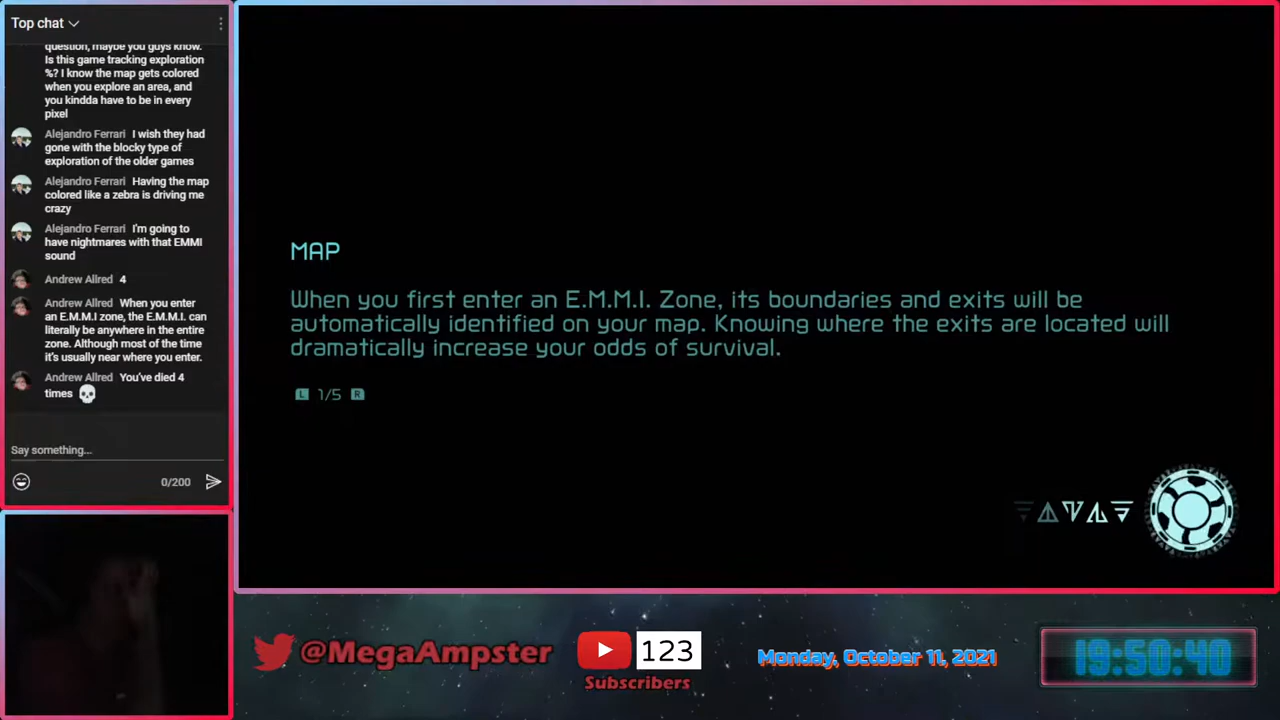 Top chat
question, maybe you guys know.
Is this game tracking exploration
%? I know the map gets colored
when you explore an area, and
you kindda have to be in every
pixel
Alejandro Ferrari I wish they had
gone with the blocky type of
exploration of the older games
Alejandro Ferrari Having the map
colored like a zebra is driving me
crazy
Alejandro Ferrari I'm going to
have nightmares with that EMMI
sound
Andrew Allred 4
Andrew Allred When you enter
an E.M.M.I zone, the E.M.M.I. can
literally be anywhere in the entire
zone. Although most of the time
it's usually near where you enter.
Andrew Allred You've died 4
times
Say something...
0/200
MAP
When you first enter an E.M.M.I. Zone, its boundaries and exits will be
automatically identified on your map. Knowing where the exits are located will
dramatically increase your odds of survival.
L 1/5 R
@MegaAmpster
123
Subscribers
Monday, October 11, 2021
19:50:40